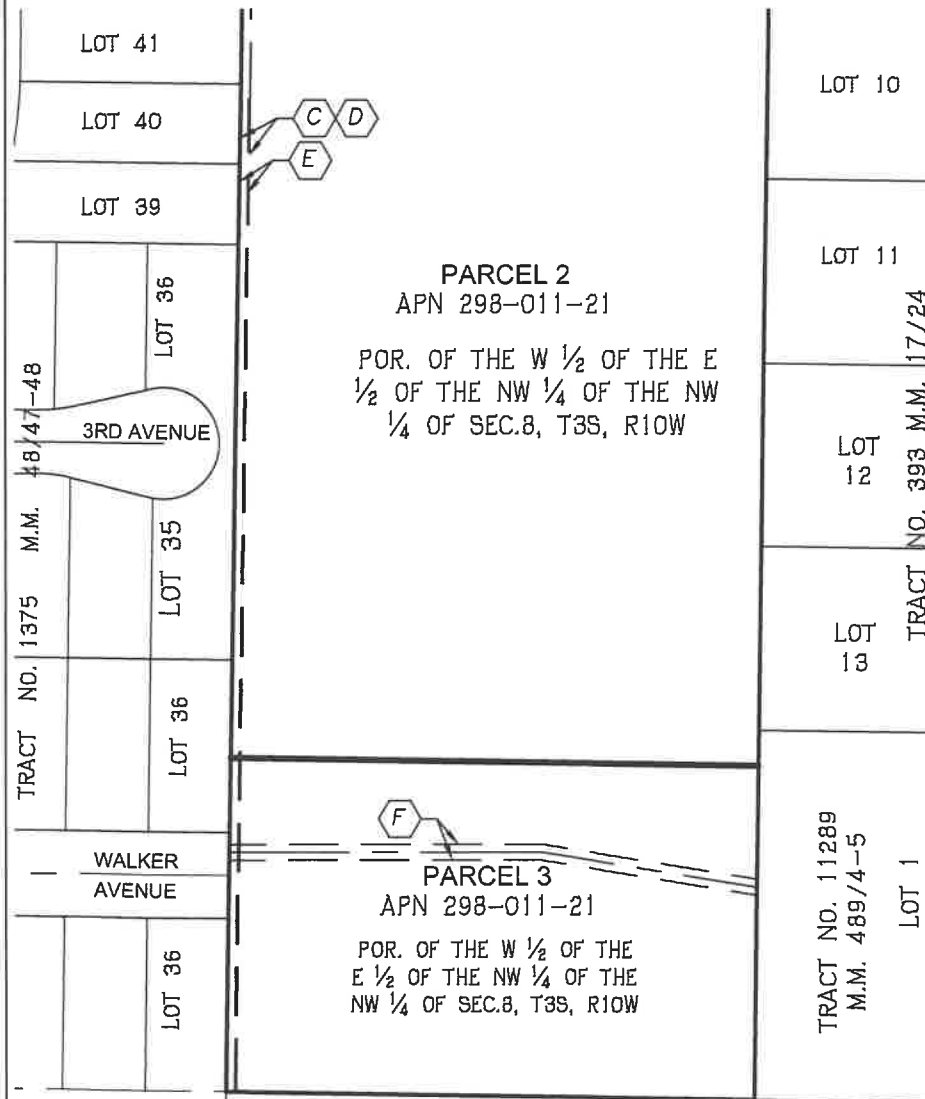 LOT 41
LOT 40
LOT 39
LOT 36
3RD AVENUE
LOT 35
LOT 36
WALKER
AVENUE
LOT 36
TRACT NO. 1375 M.M. 48/47-48
C D
E
PARCEL 2
APN 298-011-21
POR. OF THE W ½ OF THE E
½ OF THE NW ¼ OF THE NW
¼ OF SEC.8, T3S, R10W
F
PARCEL 3
APN 298-011-21
POR. OF THE W ½ OF THE
E ½ OF THE NW ¼ OF THE
NW ¼ OF SEC.8, T3S, R10W
LOT 10
LOT 11
LOT
12
LOT
13
TRACT NO. 393 M.M. 17/24
TRACT NO. 11289
M.M. 489/4-5
LOT 1